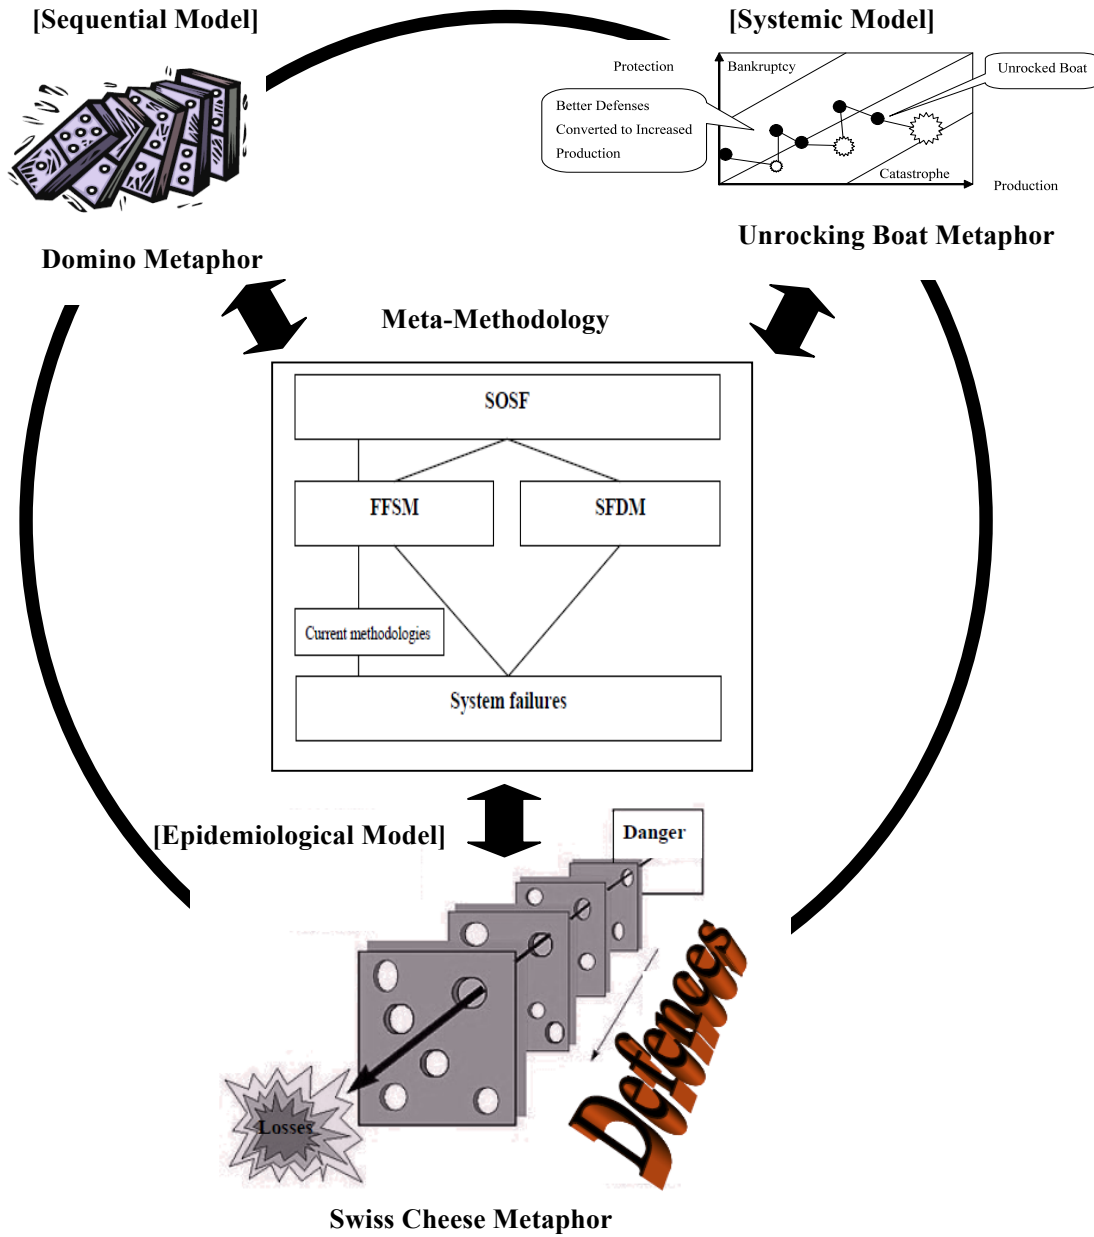 [Sequential Model]
[Systemic Model]
Protection
Bankruptcy
Unrocked Boat
Better Defenses
Converted to Increased
Production
Catastrophe
Production
Domino Metaphor
Unrocking Boat Metaphor
Meta-Methodology
SOSF
FFSM
SFDM
Current methodologies
System failures
[Epidemiological Model]
Danger
Defences
Losses
Swiss Cheese Metaphor